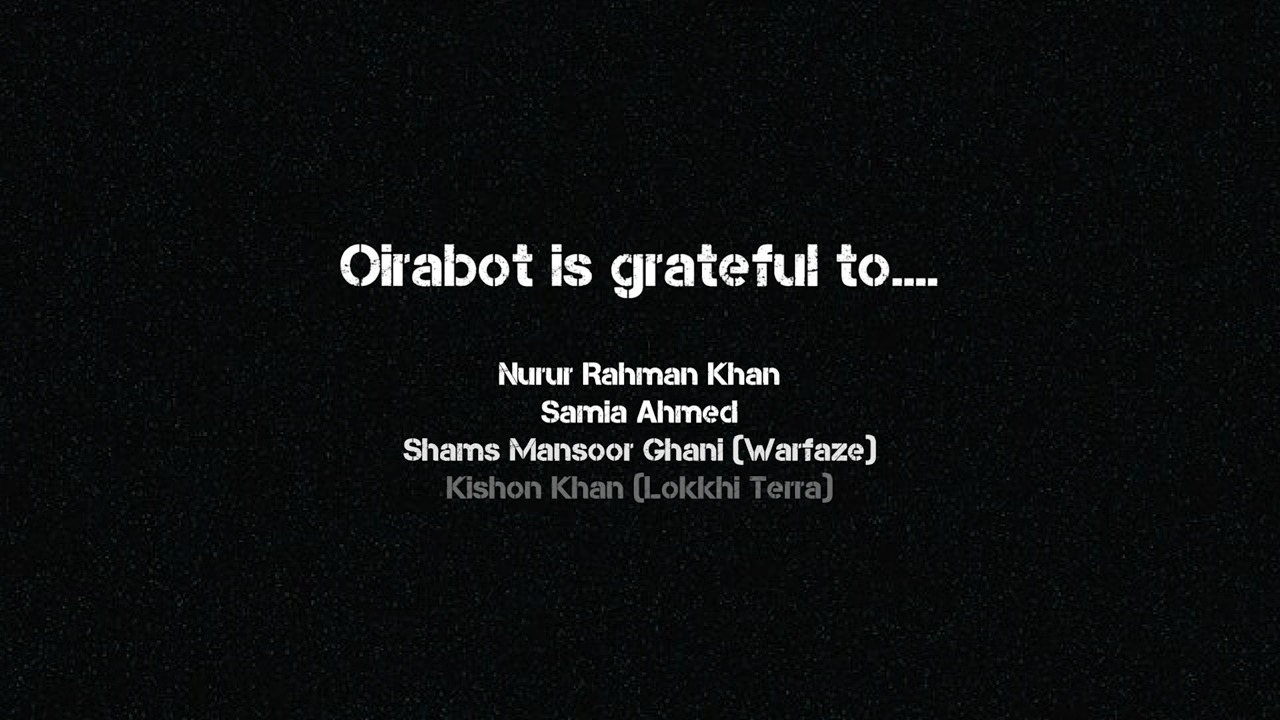 Oirabot is grateful to....
Nurur Rahman Khan
Samia Ahmed
Shams Mansoor Ghani (Warfaze)
Kishon Khan (Lokkhi Terra)